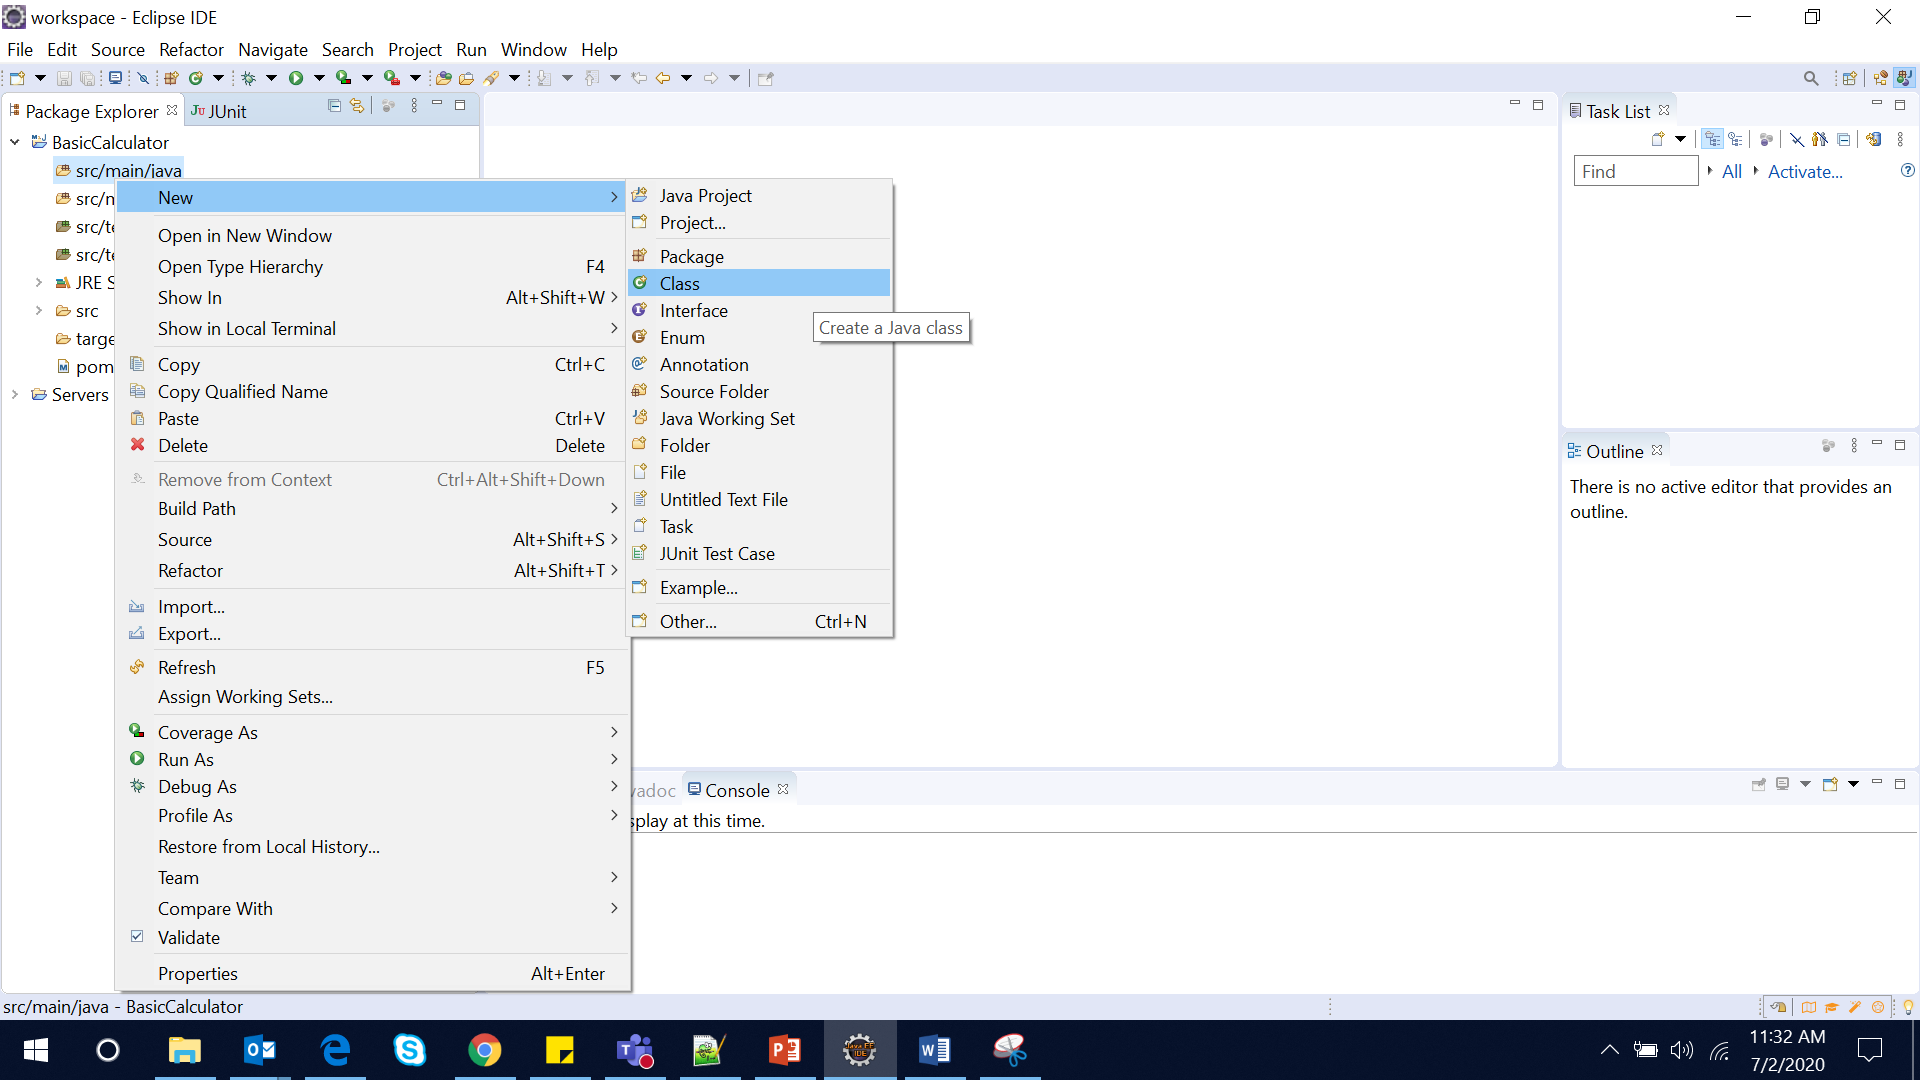 workspace - Eclipse IDE
File Edit Source Refactor Navigate Search Project Run Window Help
Package Explorer
Ju JUnit
BasicCalculator
src/main/java
JRE
src
Servers
New
Open in New Window
Open Type Hierarchy F4
Show In Alt+Shift+W
Show in Local Terminal
Copy Ctrl+C
Copy Qualified Name
Paste Ctrl+V
Delete Delete
Remove from Context Ctrl+Alt+Shift+Down
Build Path
Source Alt+Shift+S
Refactor Alt+Shift+T
Import...
Export...
Refresh F5
Assign Working Sets...
Coverage As
Run As
Debug As
Profile As
Restore from Local History...
Team
Compare With
Validate
Properties Alt+Enter
Java Project
Project...
Package
Class
Interface
Enum
Annotation
Source Folder
Java Working Set
Folder
File
Untitled Text File
Task
JUnit Test Case
Example...
Other... Ctrl+N
Create a Java class
Task List
Find All Activate...
Outline
There is no active editor that provides an
outline.
Console
at this time.
src/main/java - BasicCalculator
11:32 AM
7/2/2020